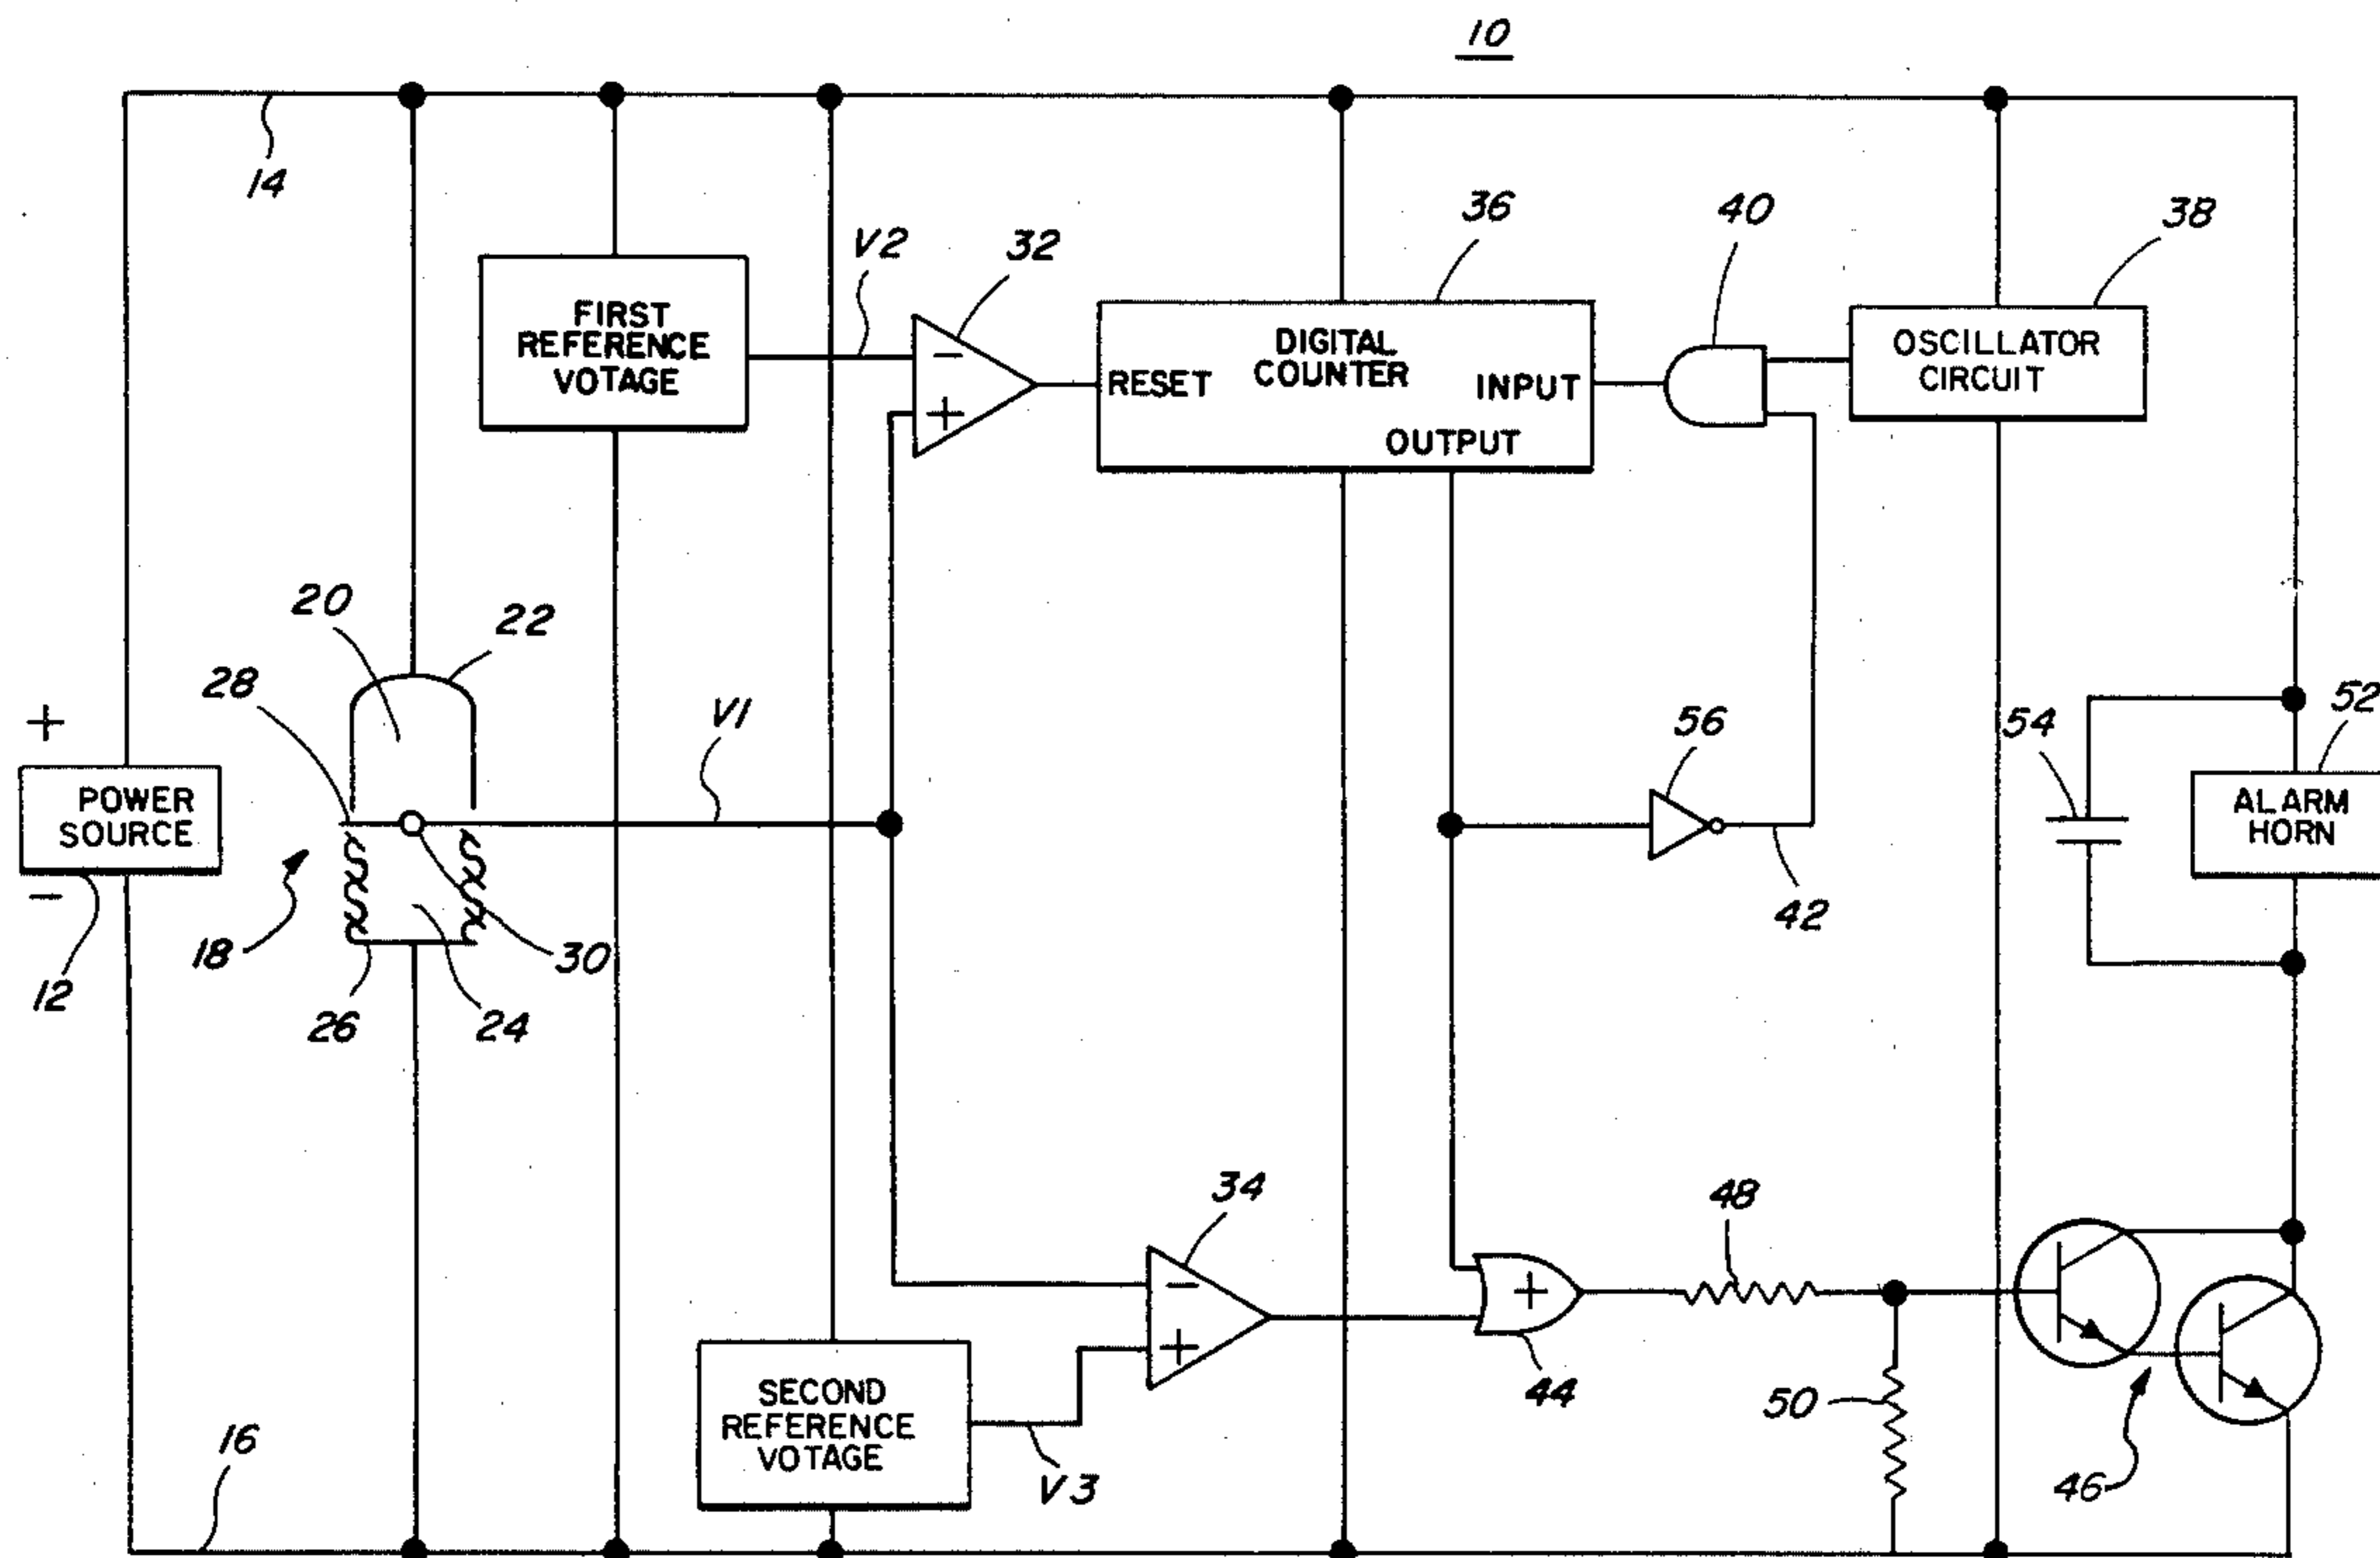 10
14
V2
32
36
40
38
FIRST
REFERENCE
VOTAGE
−
+
RESET
DIGITAL
COUNTER
INPUT
OUTPUT
OSCILLATOR
CIRCUIT
20
22
28
V1
56
54
52
+
POWER
SOURCE
−
ALARM
HORN
18
30
42
12
26
24
34
48
−
+
+
SECOND
REFERENCE
VOTAGE
44
50
16
V3
46